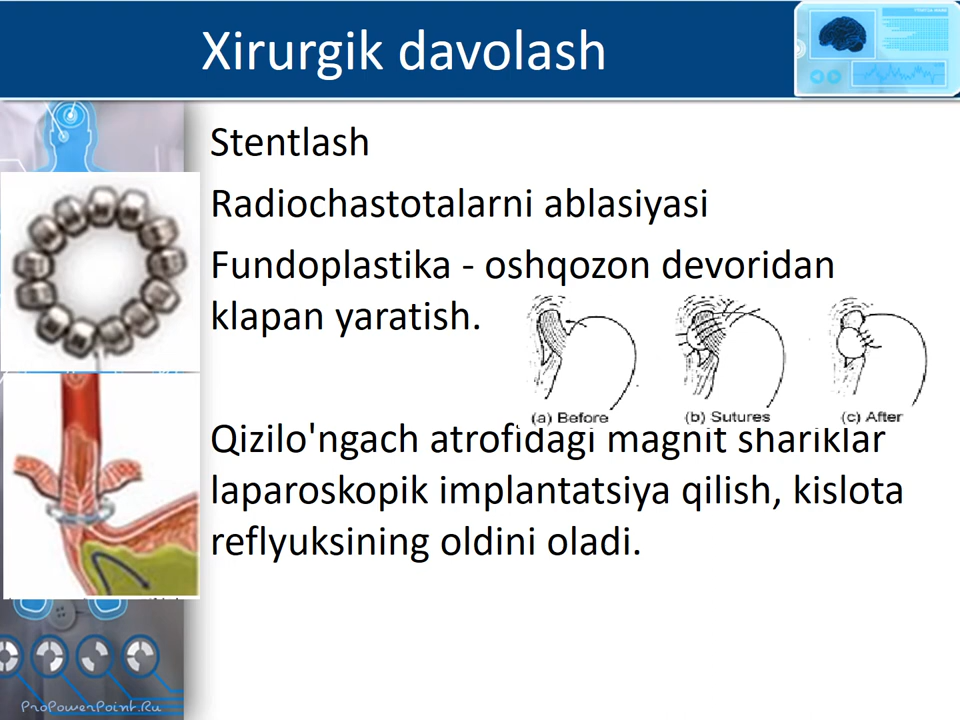 Xirurgik davolash
Stentlash
Radiochastotalarni ablasiyasi
Fundoplastika - oshqozon devoridan
klapan yaratish.
(a) Before
(b) Sutures
(c) After
Qizilo'ngach atrofidagi magnit shariklar
laparoskopik implantatsiya qilish, kislota
reflyuksining oldini oladi.
ProPowerPoint.Ru